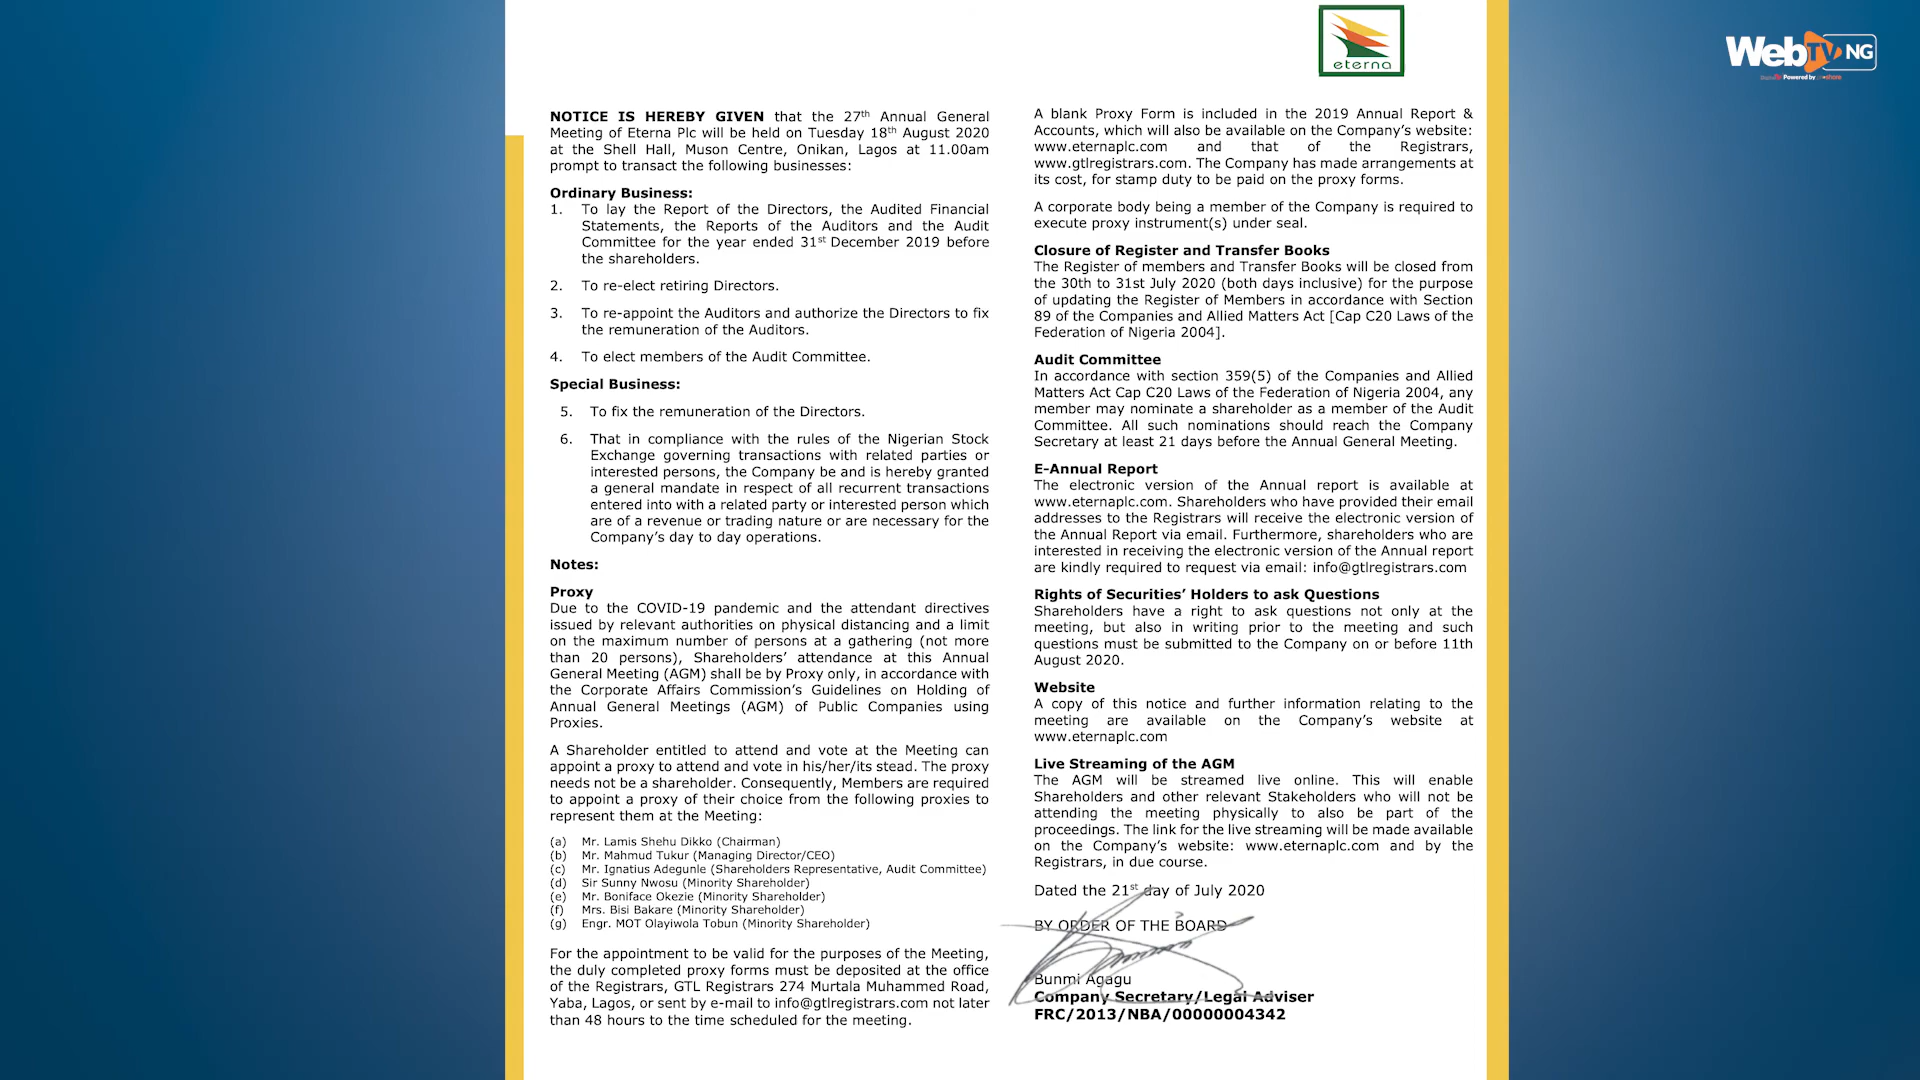 eterna
WebTV NG
Powered by
NOTICE IS HEREBY GIVEN that the 27th Annual General
Meeting of Eterna Plc will be held on Tuesday 18th August 2020
at the Shell Hall, Muson Centre, Onikan, Lagos at 11.00am
prompt to transact the following businesses:
Ordinary Business:
1. To lay the Report of the Directors, the Audited Financial
Statements, the Reports of the Auditors and the Audit
Committee for the year ended 31st December 2019 before
the shareholders.
2. To re-elect retiring Directors.
3. To re-appoint the Auditors and authorize the Directors to fix
the remuneration of the Auditors.
4. To elect members of the Audit Committee.
Special Business:
5. To fix the remuneration of the Directors.
6. That in compliance with the rules of the Nigerian Stock
Exchange governing transactions with related parties or
interested persons, the Company be and is hereby granted
a general mandate in respect of all recurrent transactions
entered into with a related party or interested person which
are of a revenue or trading nature or are necessary for the
Company's day to day operations.
Notes:
Proxy
Due to the COVID-19 pandemic and the attendant directives
issued by relevant authorities on physical distancing and a limit
on the maximum number of persons at a gathering (not more
than 20 persons), Shareholders' attendance at this Annual
General Meeting (AGM) shall be by Proxy only, in accordance with
the Corporate Affairs Commission's Guidelines on Holding of
Annual General Meetings (AGM) of Public Companies using
Proxies.
A Shareholder entitled to attend and vote at the Meeting can
appoint a proxy to attend and vote in his/her/its stead. The proxy
needs not be a shareholder. Consequently, Members are required
to appoint a proxy of their choice from the following proxies to
represent them at the Meeting:
(a) Mr. Lamis Shehu Dikko (Chairman)
(b) Mr. Mahmud Tukur (Managing Director/CEO)
(c) Mr. Ignatius Adegunle (Shareholders Representative, Audit Committee)
(d) Sir Sunny Nwosu (Minority Shareholder)
(e) Mr. Boniface Okezie (Minority Shareholder)
(f) Mrs. Bisi Bakare (Minority Shareholder)
(g) Engr. MOT Olayiwola Tobun (Minority Shareholder)
For the appointment to be valid for the purposes of the Meeting,
the duly completed proxy forms must be deposited at the office
of the Registrars, GTL Registrars 274 Murtala Muhammed Road,
Yaba, Lagos, or sent by e-mail to info@gtlregistrars.com not later
than 48 hours to the time scheduled for the meeting.
A blank Proxy Form is included in the 2019 Annual Report &
Accounts, which will also be available on the Company's website:
www.eternaplc.com and that of the Registrars,
www.gtlregistrars.com. The Company has made arrangements at
its cost, for stamp duty to be paid on the proxy forms.
A corporate body being a member of the Company is required to
execute proxy instrument(s) under seal.
Closure of Register and Transfer Books
The Register of members and Transfer Books will be closed from
the 30th to 31st July 2020 (both days inclusive) for the purpose
of updating the Register of Members in accordance with Section
89 of the Companies and Allied Matters Act [Cap C20 Laws of the
Federation of Nigeria 2004].
Audit Committee
In accordance with section 359(5) of the Companies and Allied
Matters Act Cap C20 Laws of the Federation of Nigeria 2004, any
member may nominate a shareholder as a member of the Audit
Committee. All such nominations should reach the Company
Secretary at least 21 days before the Annual General Meeting.
E-Annual Report
The electronic version of the Annual report is available at
www.eternaplc.com. Shareholders who have provided their email
addresses to the Registrars will receive the electronic version of
the Annual Report via email. Furthermore, shareholders who are
interested in receiving the electronic version of the Annual report
are kindly required to request via email: info@gtlregistrars.com
Rights of Securities' Holders to ask Questions
Shareholders have a right to ask questions not only at the
meeting, but also in writing prior to the meeting and such
questions must be submitted to the Company on or before 11th
August 2020.
Website
A copy of this notice and further information relating to the
meeting are available on the Company's website at
www.eternaplc.com
Live Streaming of the AGM
The AGM will be streamed live online. This will enable
Shareholders and other relevant Stakeholders who will not be
attending the meeting physically to also be part of the
proceedings. The link for the live streaming will be made available
on the Company's website: www.eternaplc.com and by the
Registrars, in due course.
Dated the 21st day of July 2020
BY ORDER OF THE BOARD
Bunmi Agagu
Company Secretary/Legal Adviser
FRC/2013/NBA/00000004342